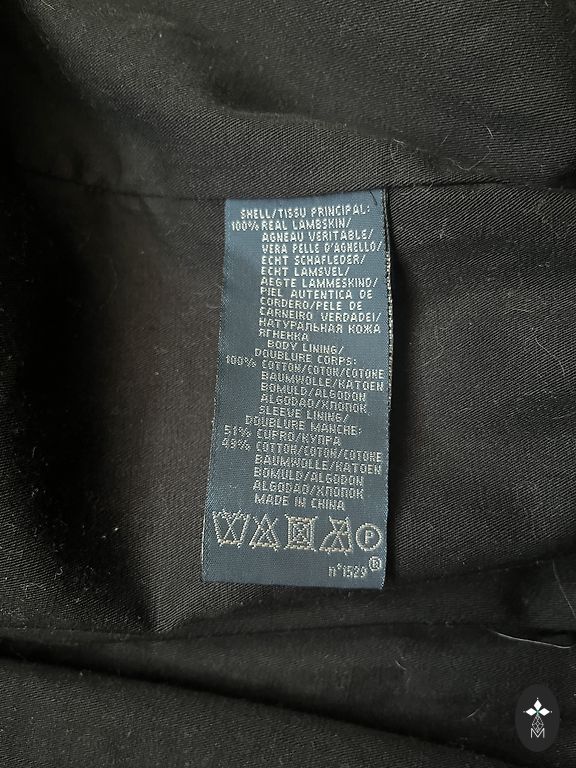 SHELL/TISSU PRINCIPAL:
100% REAL LAMBSKIN/
AGNEAU VERITABLE/
VERA PELLE D'AGNELLO/
ECHT SCHAFLEDER/
ECHT LAMSVEL/
AEGTE LAMMESKIND/
PIEL AUTENTICA DE
CORDERO/PELE DE
CARNEIRO VERDADEI/
НАТУРАЛЬНАЯ КОЖА
ЯГНЕНКА
BODY LINING/
DOUBLURE CORPS:
100% COTTON/COTON/COTONE
BAUMWOLLE/KATOEN
BOMULD/ALGODON
ALGODAO/ХЛОПОК
SLEEVE LINING/
DOUBLURE MANCHE:
51% CUPRO/КУПРА
49% COTTON/COTON/COTONE
BAUMWOLLE/KATOEN
BOMULD/ALGODON
ALGODAO/ХЛОПОК
MADE IN CHINA
P
n°1529 ®
M